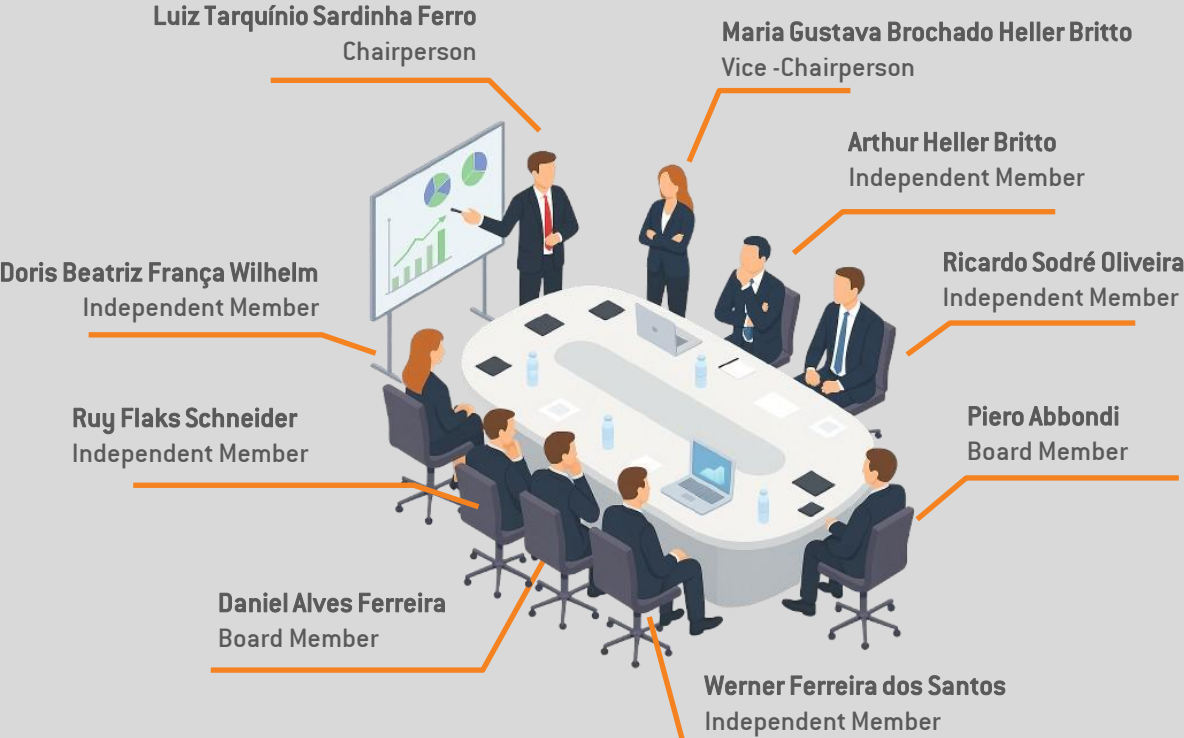 Luiz Tarquínio Sardinha Ferro
Chairperson
Maria Gustava Brochado Heller Britto
Vice -Chairperson
Arthur Heller Britto
Independent Member
Doris Beatriz França Wilhelm
Independent Member
Ricardo Sodré Oliveira
Independent Member
Ruy Flaks Schneider
Independent Member
Piero Abbondi
Board Member
Daniel Alves Ferreira
Board Member
Werner Ferreira dos Santos
Independent Member